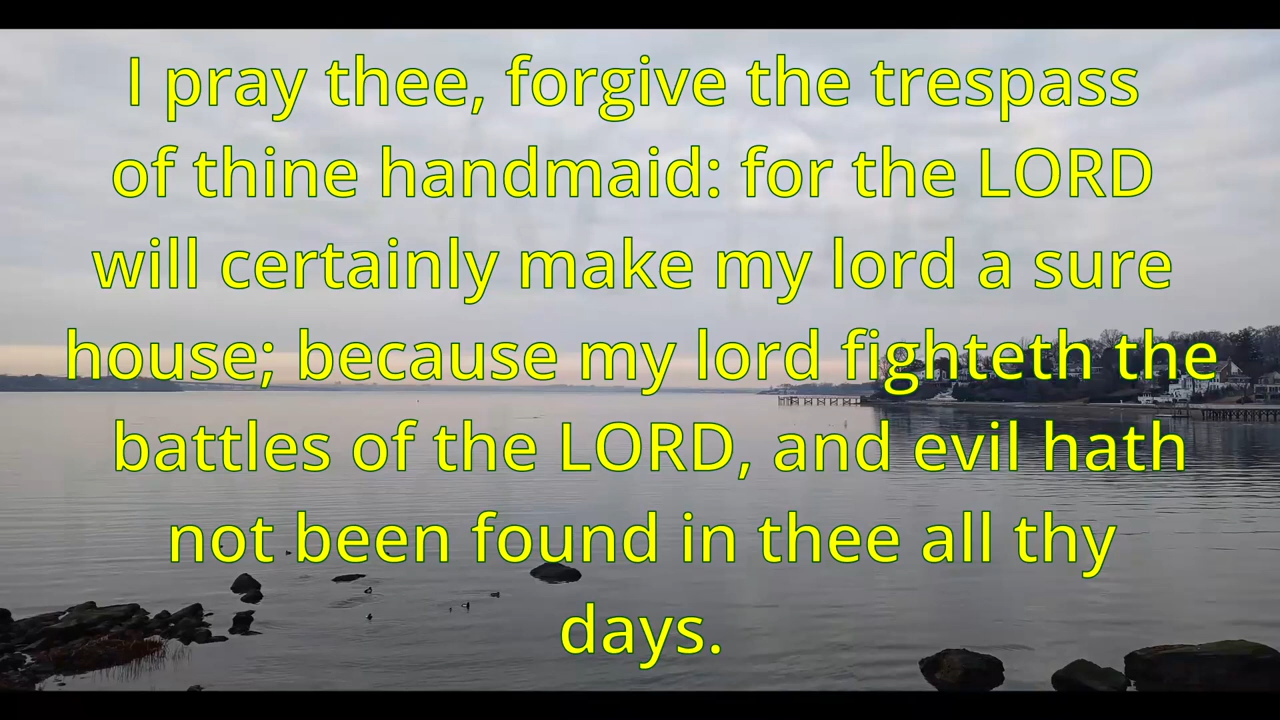 I pray thee, forgive the trespass
of thine handmaid: for the LORD
will certainly make my lord a sure
house; because my lord fighteth the
battles of the LORD, and evil hath
not been found in thee all thy
days.